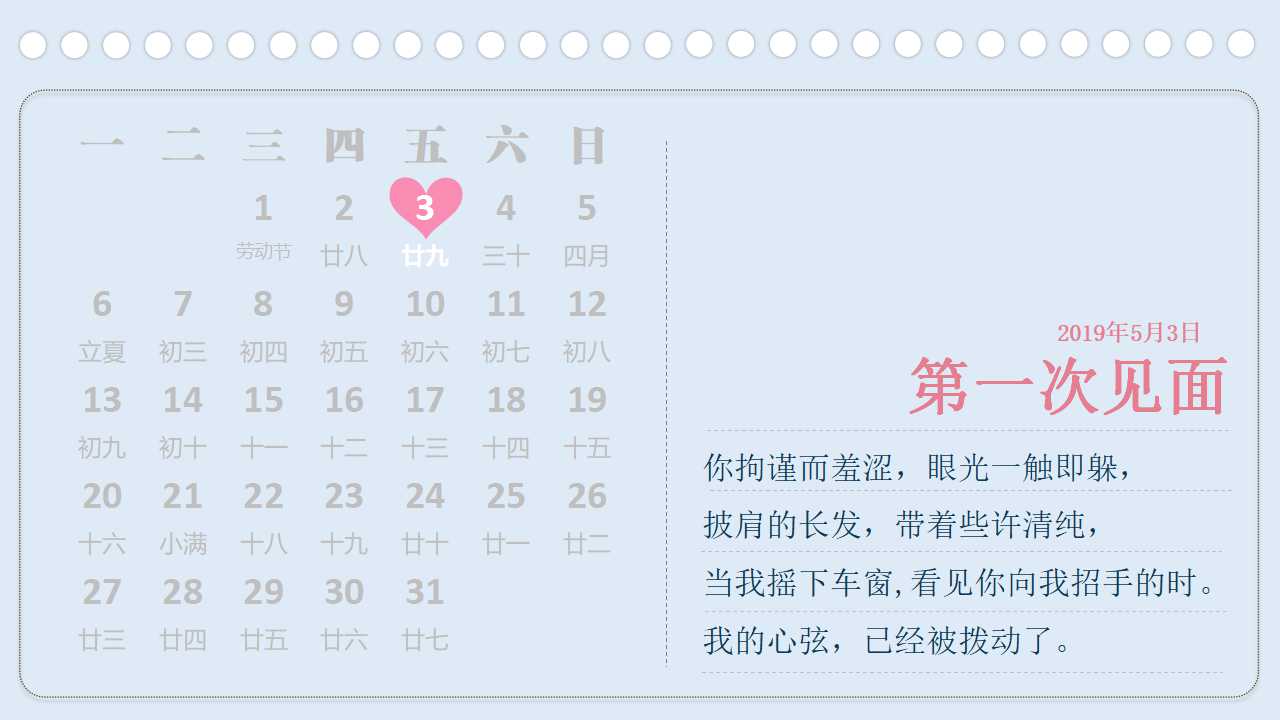 一 二 三 四 五 六 日
1 2 3 4 5
劳动节 廿八 廿九 三十 四月
6 7 8 9 10 11 12
立夏 初三 初四 初五 初六 初七 初八
13 14 15 16 17 18 19
初九 初十 十一 十二 十三 十四 十五
20 21 22 23 24 25 26
十六 小满 十八 十九 廿十 廿一 廿二
27 28 29 30 31
廿三 廿四 廿五 廿六 廿七
2019年5月3日
第一次见面
你拘谨而羞涩，眼光一触即躲，
披肩的长发，带着些许清纯，
当我摇下车窗,看见你向我招手的时。
我的心弦，已经被拨动了。